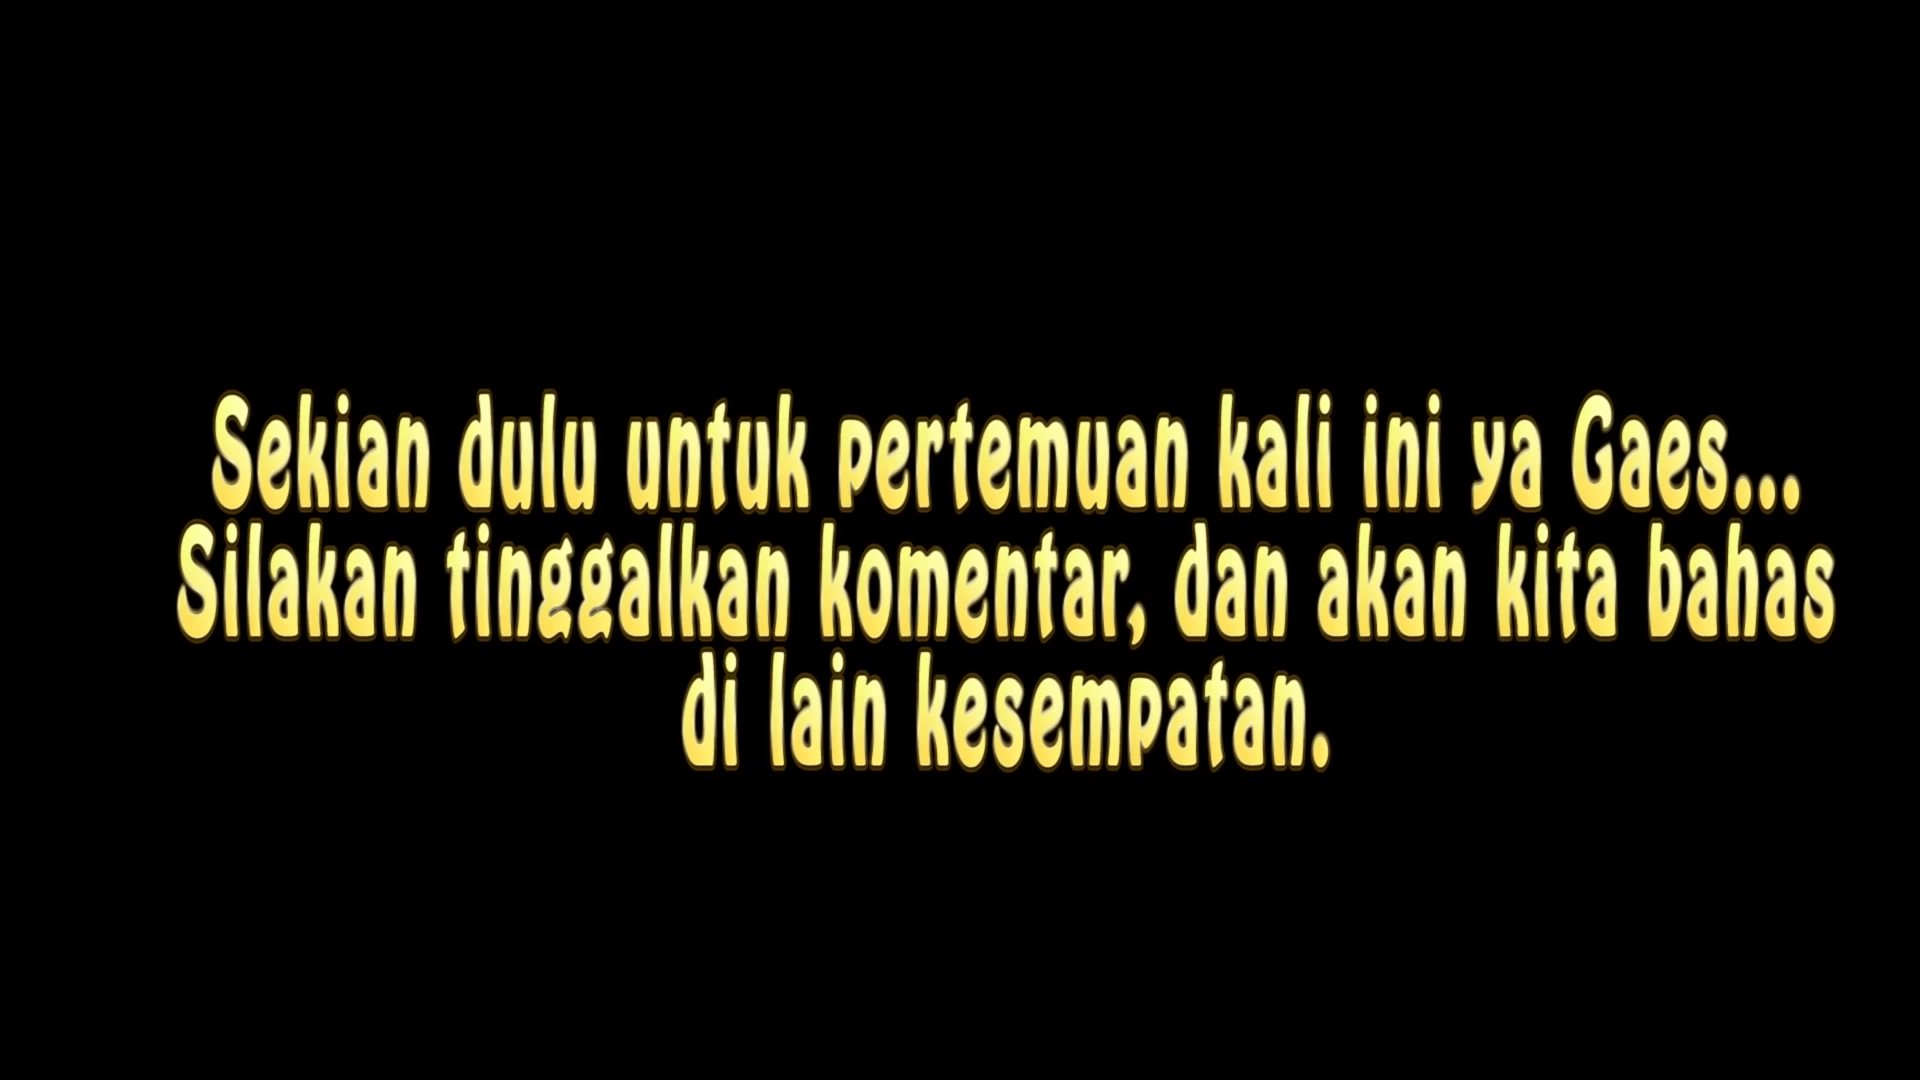 Sekian dulu untuk pertemuan kali ini ya Gaes...
Silakan tinggalkan komentar, dan akan kita bahas
di lain kesempatan.